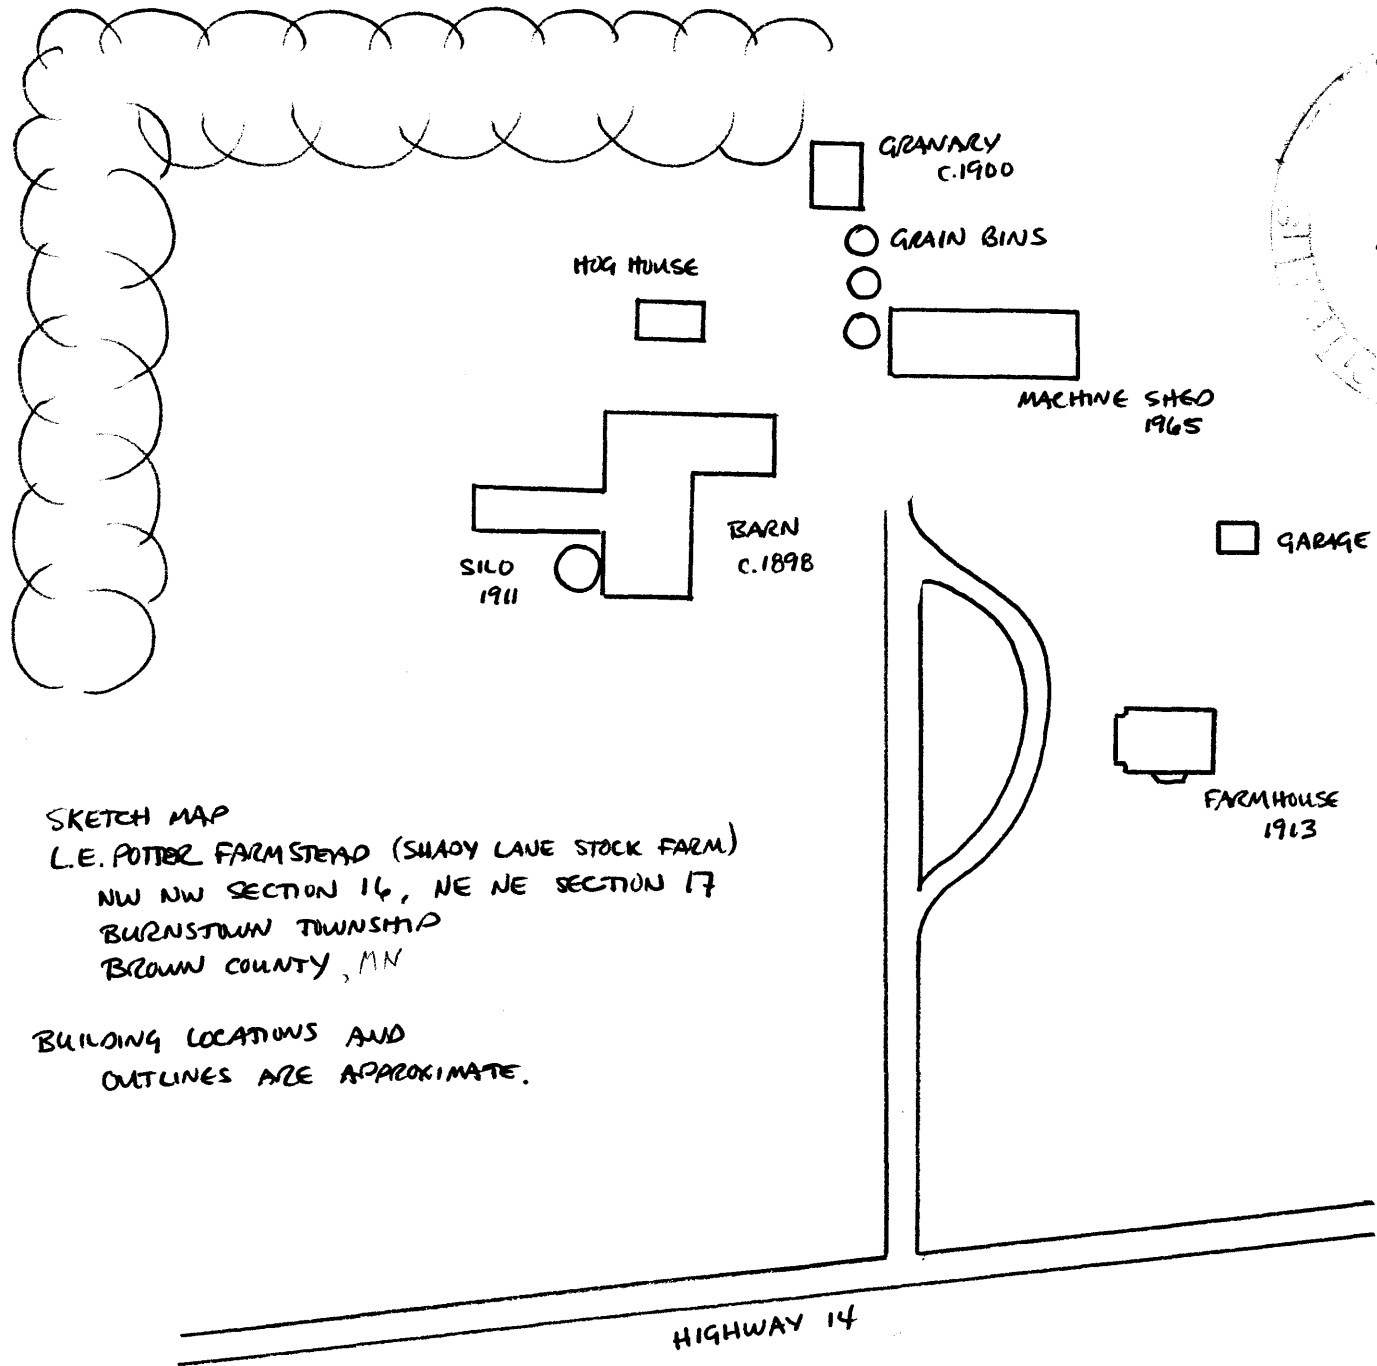 GRANARY
C.1900
GRAIN BINS
HOG HOUSE
MACHINE SHED
1965
BARN
C.1898
SILO
1911
GARAGE
FARMHOUSE
1913
SKETCH MAP
L.E. POTTER FARMSTEAD (SHADY LANE STOCK FARM)
NW NW SECTION 16, NE NE SECTION 17
BURNSTOWN TOWNSHIP
BROWN COUNTY, MN
BUILDING LOCATIONS AND
OUTLINES ARE APPROXIMATE.
HIGHWAY 14